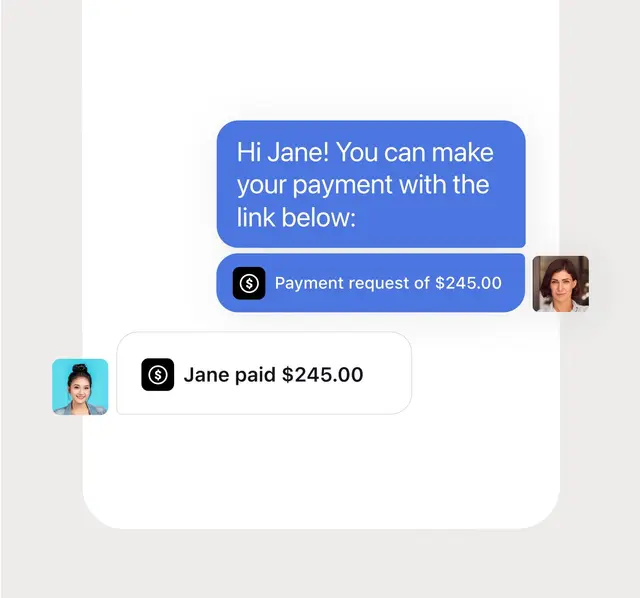 Hi Jane! You can make
your payment with the
link below:
Payment request of $245.00
Jane paid $245.00